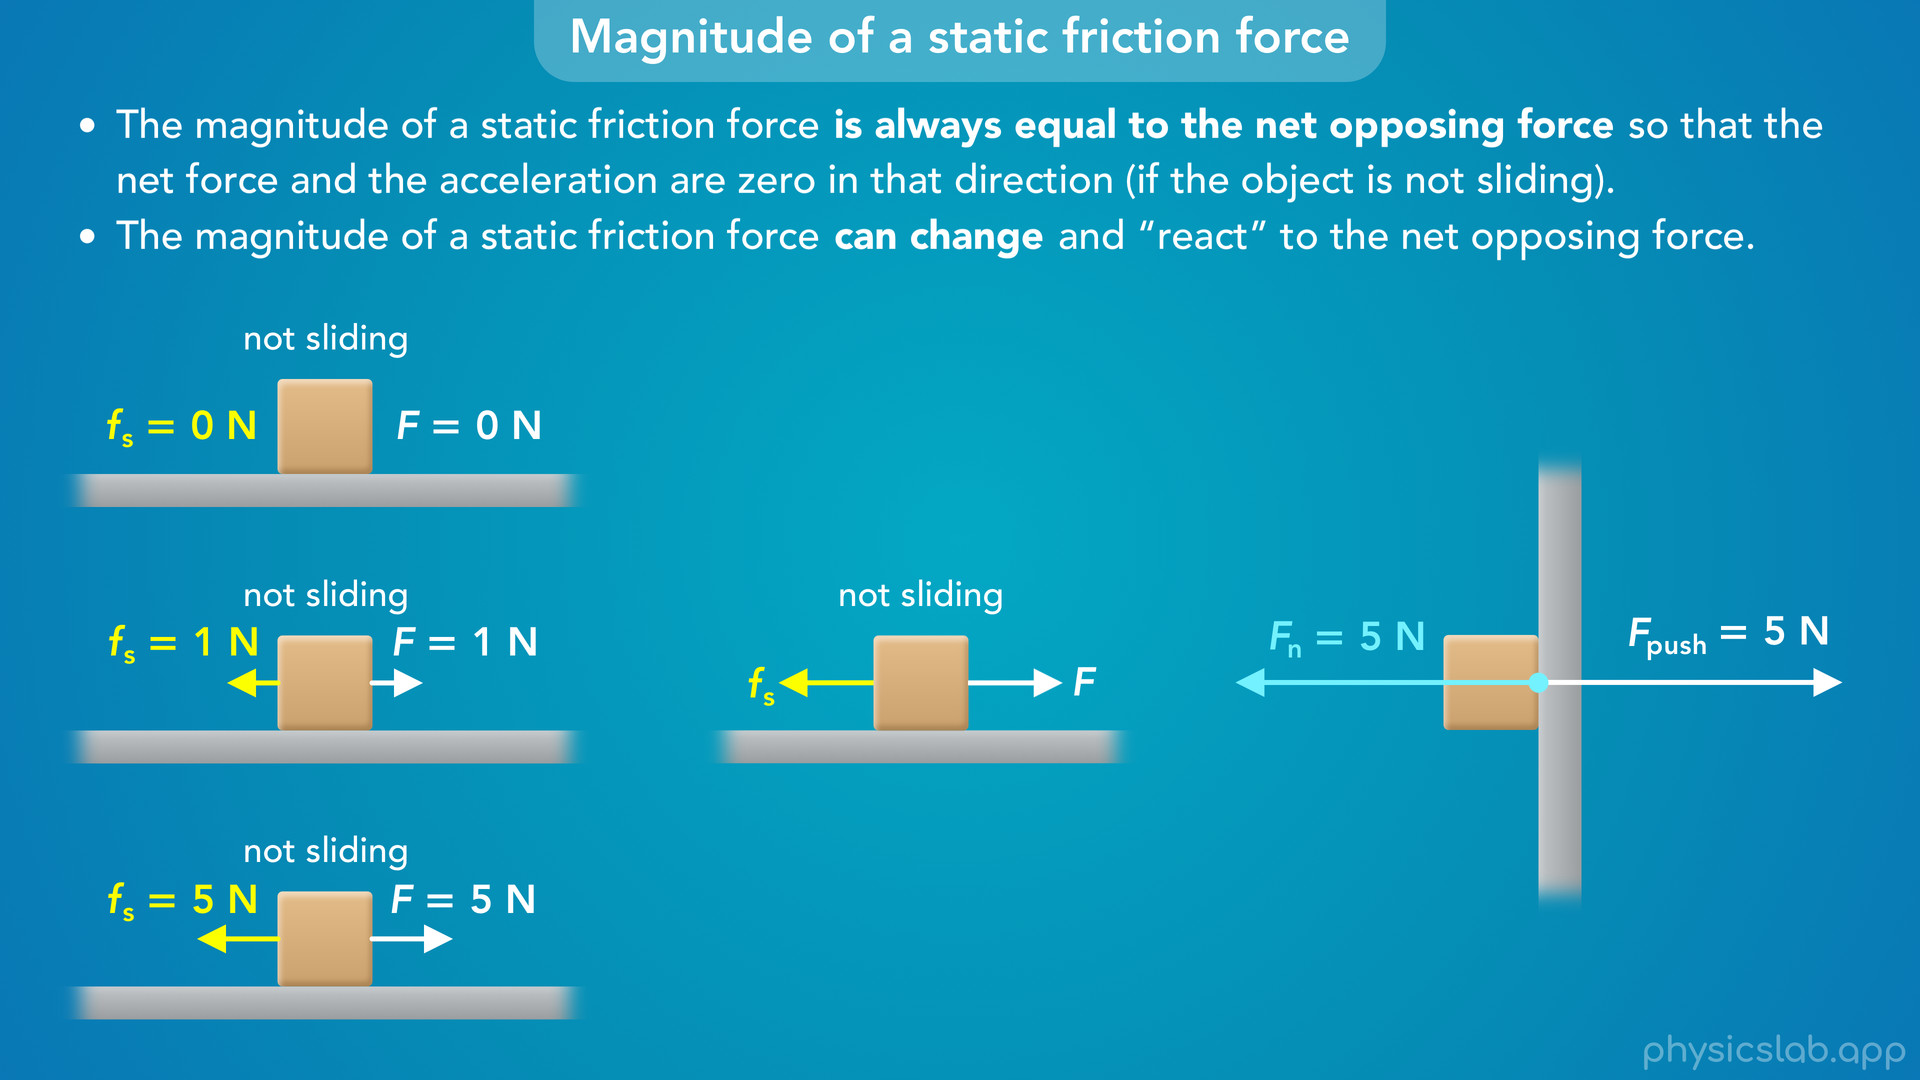 Magnitude of a static friction force
• The magnitude of a static friction force is always equal to the net opposing force so that the
net force and the acceleration are zero in that direction (if the object is not sliding).
• The magnitude of a static friction force can change and “react” to the net opposing force.
not sliding
fs = 0 N F = 0 N
not sliding
fs = 1 N F = 1 N
not sliding
fs = 5 N F = 5 N
not sliding
fs F
Fn = 5 N Fpush = 5 N
physicslab.app